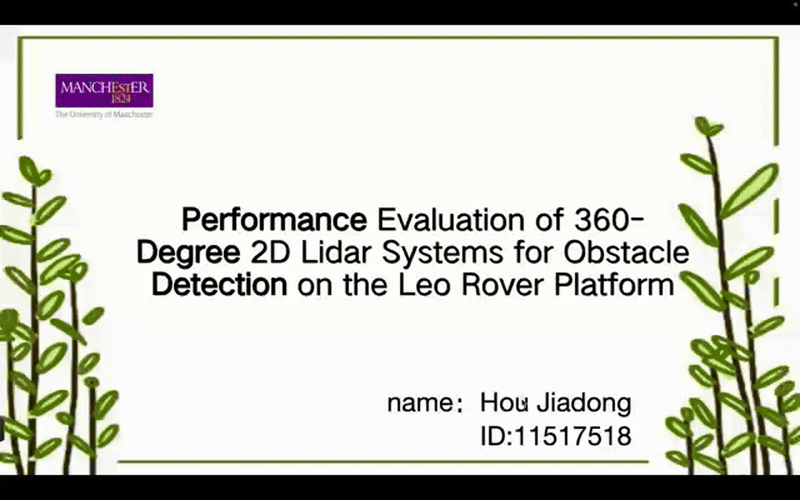 MANCHESTER
1824
The University of Manchester
Performance Evaluation of 360-
Degree 2D Lidar Systems for Obstacle
Detection on the Leo Rover Platform
name: Hou Jiadong
ID:11517518